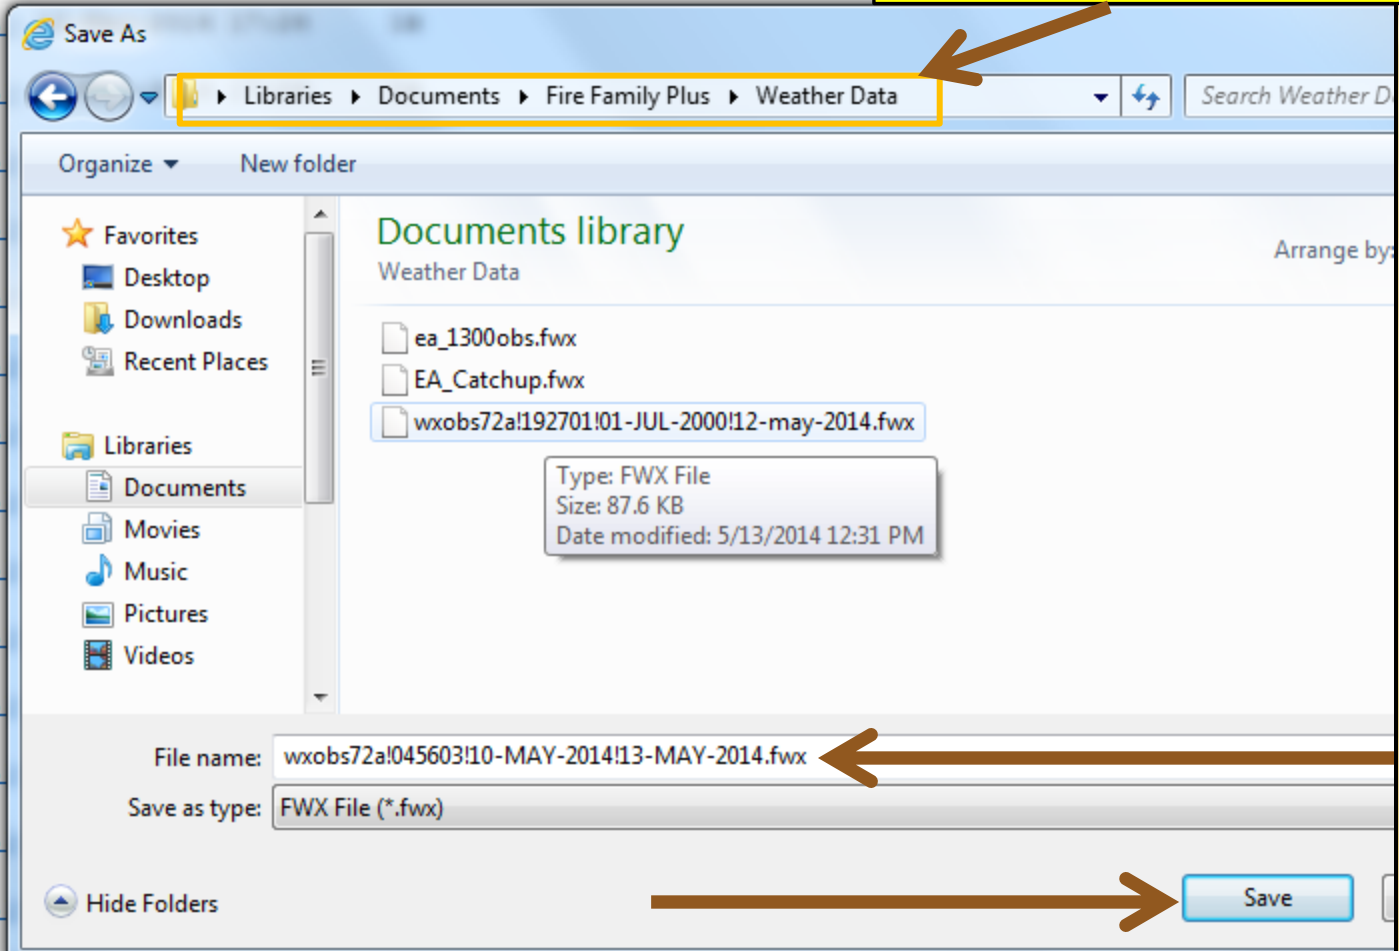 Save As
Libraries Documents Fire Family Plus Weather Data
Search Weather D
Organize New folder
Favorites
Desktop
Downloads
Recent Places
Libraries
Documents
Movies
Music
Pictures
Videos
Documents library
Weather Data
Arrange by:
ea_1300obs.fwx
EA_Catchup.fwx
wxobs72a!192701!01-JUL-2000!12-may-2014.fwx
Type: FWX File
Size: 87.6 KB
Date modified: 5/13/2014 12:31 PM
File name: wxobs72a!045603!10-MAY-2014!13-MAY-2014.fwx
Save as type: FWX File (*.fwx)
Hide Folders
Save